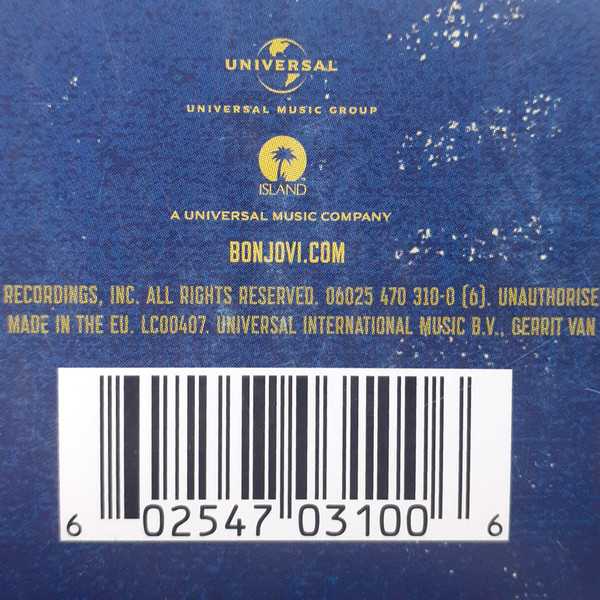 UNIVERSAL
UNIVERSAL MUSIC GROUP
ISLAND
A UNIVERSAL MUSIC COMPANY
BONJOVI.COM
RECORDINGS, INC. ALL RIGHTS RESERVED. 06025 470 310-0 (6). UNAUTHORISE
MADE IN THE EU. LC00407. UNIVERSAL INTERNATIONAL MUSIC B.V., GERRIT VAN
6 02547 03100 6